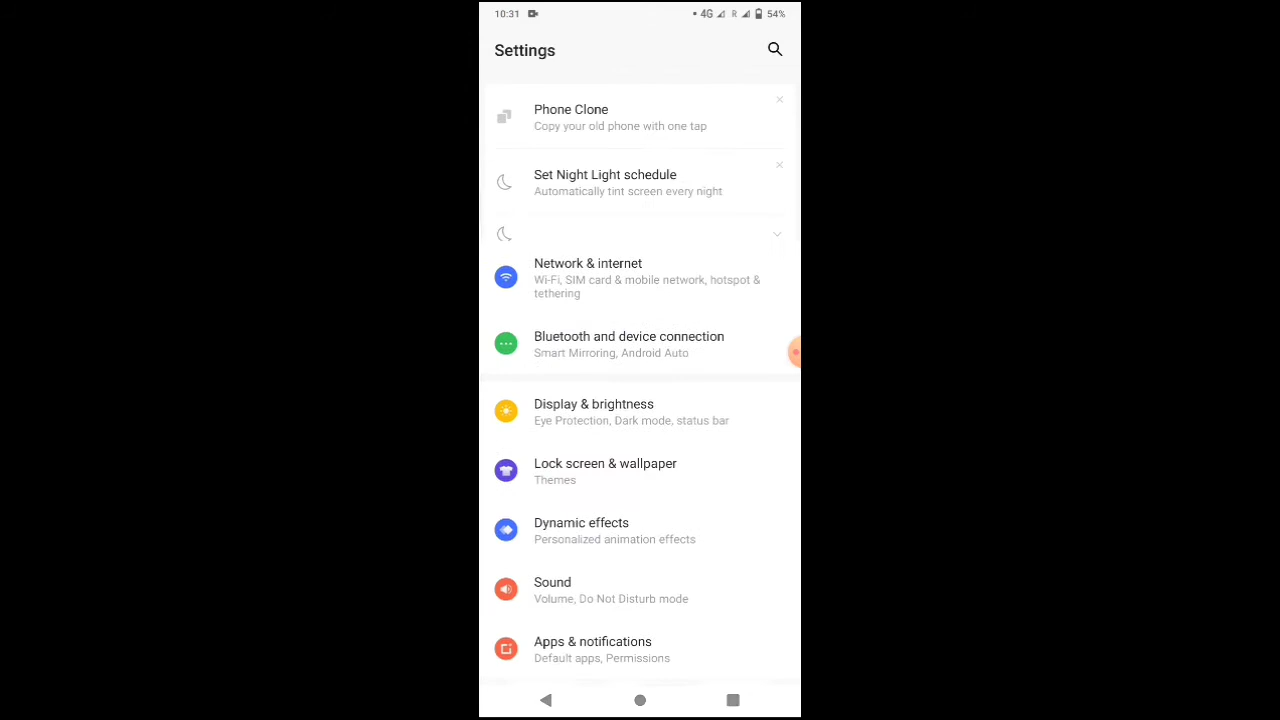 10:31 4G R 54%
Settings
Phone Clone
Copy your old phone with one tap
Set Night Light schedule
Automatically tint screen every night
Network & internet
Wi-Fi, SIM card & mobile network, hotspot &
tethering
Bluetooth and device connection
Smart Mirroring, Android Auto
Display & brightness
Eye Protection, Dark mode, status bar
Lock screen & wallpaper
Themes
Dynamic effects
Personalized animation effects
Sound
Volume, Do Not Disturb mode
Apps & notifications
Default apps, Permissions